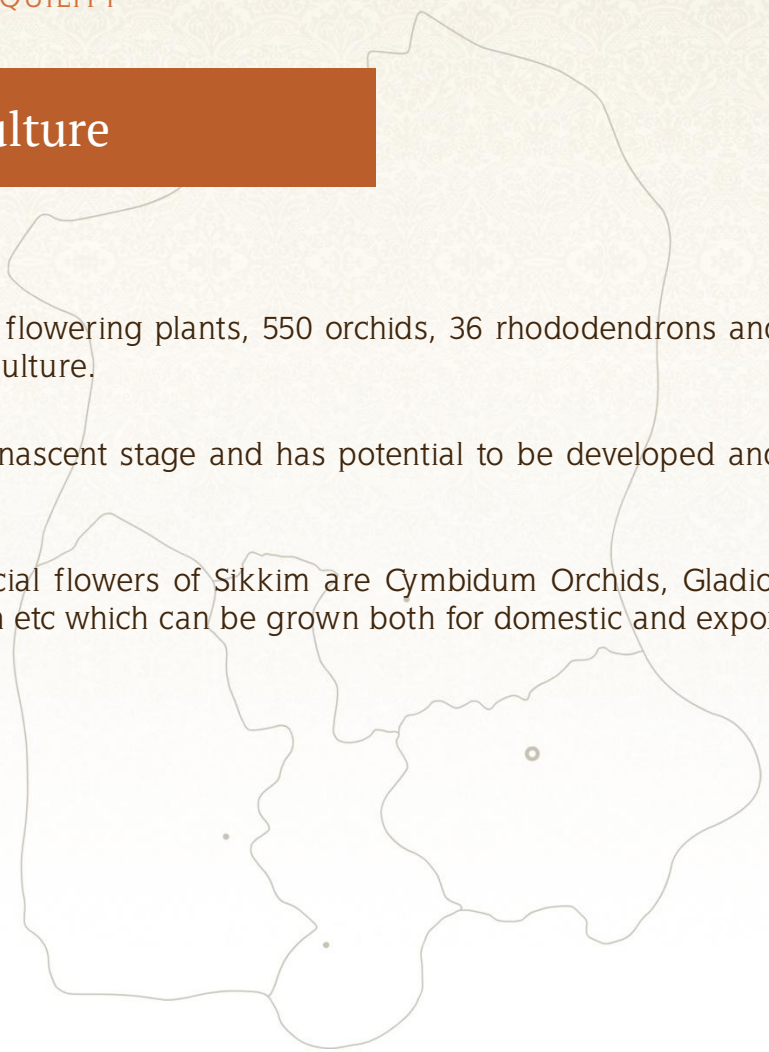 QUILITY
ulture
flowering plants, 550 orchids, 36 rhododendrons and
ulture.
nascent stage and has potential to be developed and
cial flowers of Sikkim are Cymbidum Orchids, Gladio
etc which can be grown both for domestic and expor